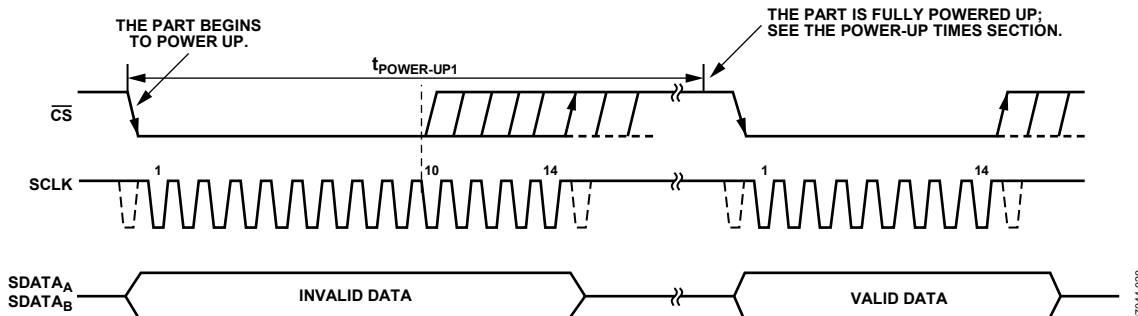 THE PART BEGINS
TO POWER UP.
THE PART IS FULLY POWERED UP;
SEE THE POWER-UP TIMES SECTION.
tPOWER-UP1
CS
SCLK
1
10
14
1
14
SDATAA
SDATAB
INVALID DATA
VALID DATA